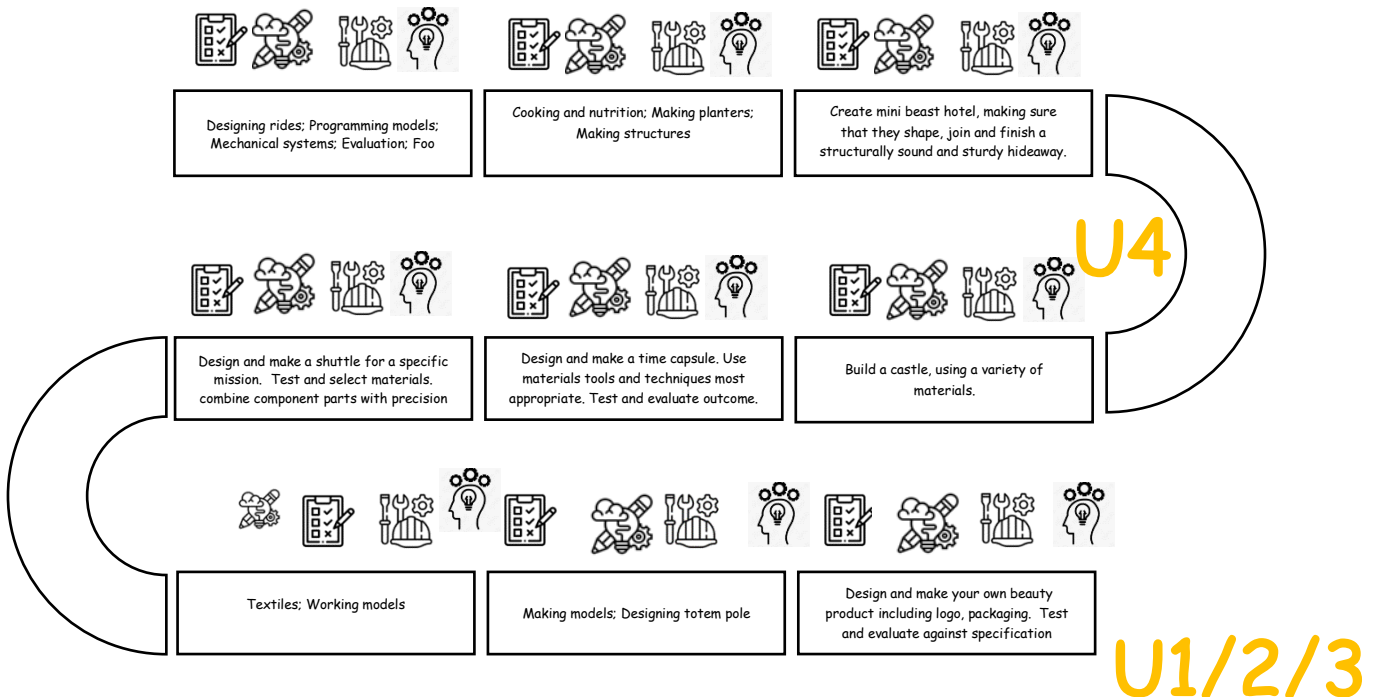 Designing rides; Programming models;
Mechanical systems; Evaluation; Foo
Cooking and nutrition; Making planters;
Making structures
Create mini beast hotel, making sure
that they shape, join and finish a
structurally sound and sturdy hideaway.
U4
Design and make a shuttle for a specific
mission.  Test and select materials.
combine component parts with precision
Design and make a time capsule. Use
materials tools and techniques most
appropriate. Test and evaluate outcome.
Build a castle, using a variety of
materials.
Textiles; Working models
Making models; Designing totem pole
Design and make your own beauty
product including logo, packaging.  Test
and evaluate against specification
U1/2/3